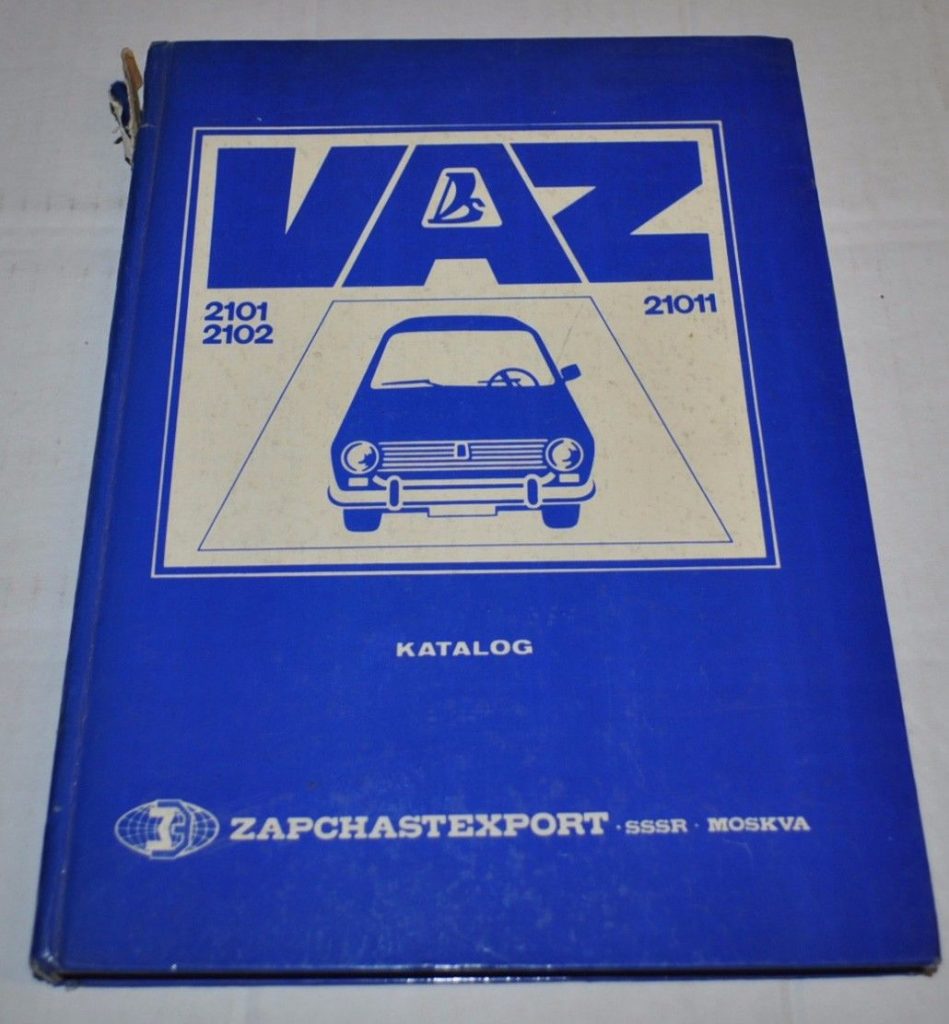 VAZ
2101
2102
21011
KATALOG
ZAPCHASTEXPORT · SSSR · MOSKVA